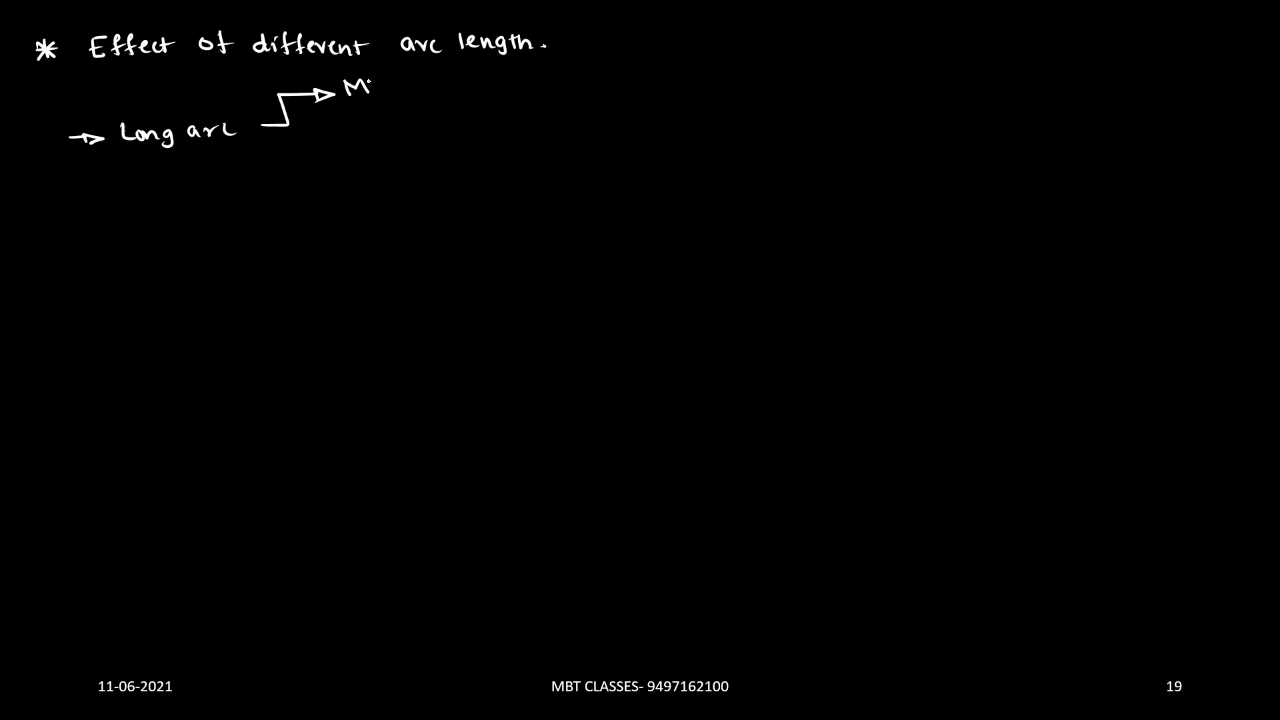 * Effect of different arc length.
→ Long arc → M
11-06-2021 MBT CLASSES- 9497162100 19